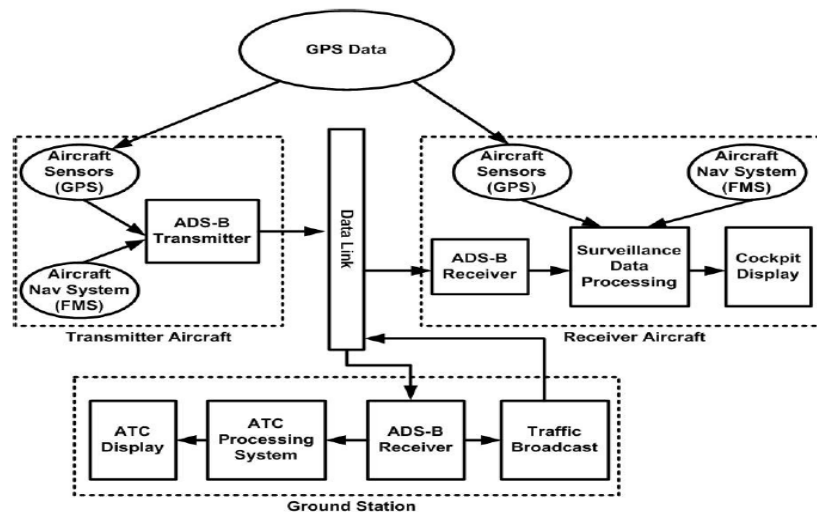 GPS Data
Aircraft
Sensors
(GPS)
ADS-B
Transmitter
Aircraft
Nav System
(FMS)
Transmitter Aircraft
Data Link
Aircraft
Sensors
(GPS)
Aircraft
Nav System
(FMS)
ADS-B
Receiver
Surveillance
Data
Processing
Cockpit
Display
Receiver Aircraft
ATC
Display
ATC
Processing
System
ADS-B
Receiver
Traffic
Broadcast
Ground Station